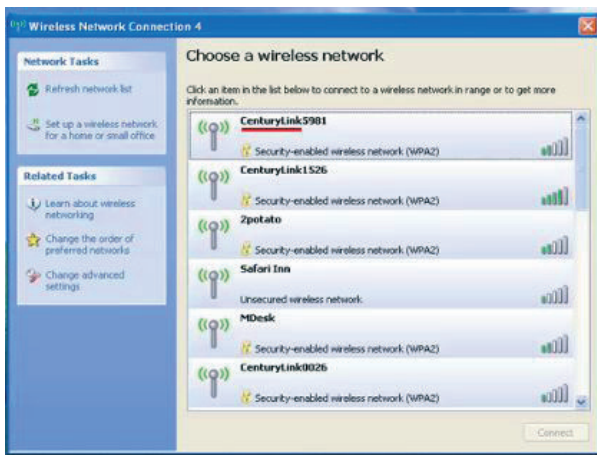 Wireless Network Connection 4
Network Tasks
Refresh network list
Set up a wireless network
for a home or small office
Related Tasks
Learn about wireless
networking
Change the order of
preferred networks
Change advanced
settings
Choose a wireless network
Click an item in the list below to connect to a wireless network in range or to get more
information.
CenturyLink5981
Security-enabled wireless network (WPA2)
CenturyLink1526
Security-enabled wireless network (WPA2)
2potato
Security-enabled wireless network (WPA2)
Safari Inn
Unsecured wireless network
MDesk
Security-enabled wireless network (WPA2)
CenturyLink0026
Security-enabled wireless network (WPA2)
Connect